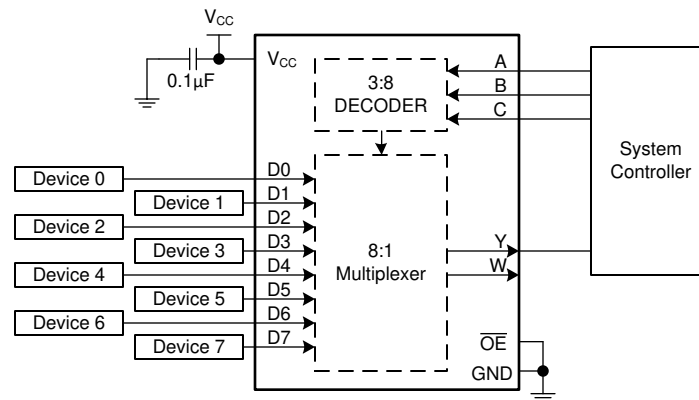 VCC
0.1µF
VCC
3:8
DECODER
A
B
C
System
Controller
Device 0
D0
Device 1
D1
Device 2
D2
Device 3
D3
Device 4
D4
Device 5
D5
Device 6
D6
Device 7
D7
8:1
Multiplexer
Y
W
OE
GND